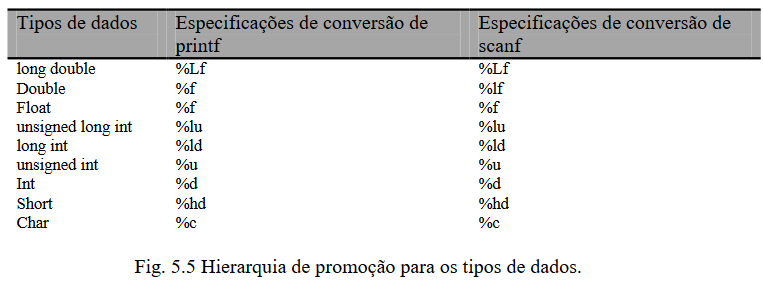 Tipos de dados Especificações de conversão de printf Especificações de conversão de scanf
long double %Lf %Lf
Double %f %lf
Float %f %f
unsigned long int %lu %lu
long int %ld %ld
unsigned int %u %u
Int %d %d
Short %hd %hd
Char %c %c
Fig. 5.5 Hierarquia de promoção para os tipos de dados.